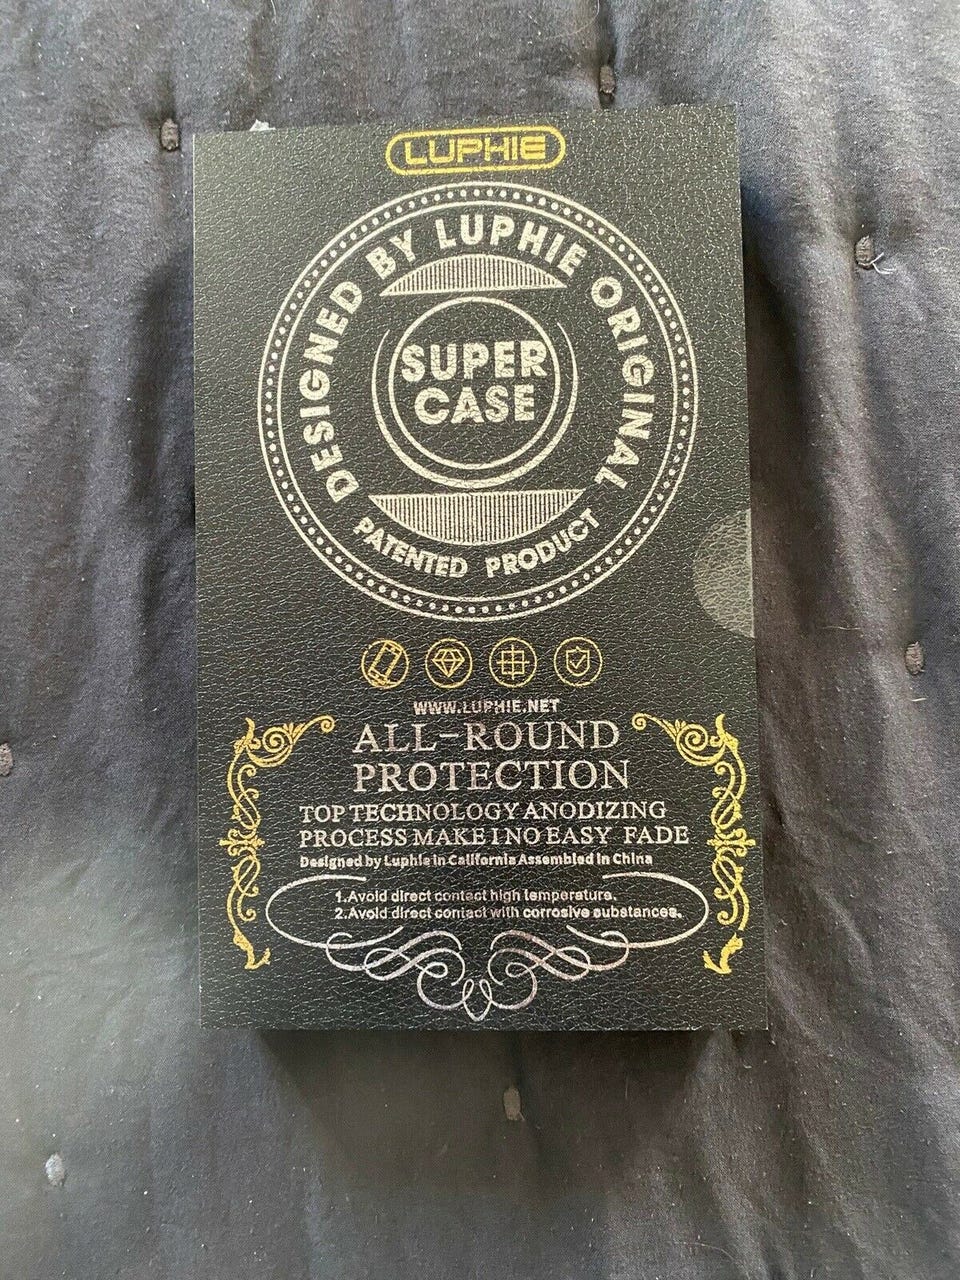 LUPHIE
DESIGNED BY LUPHIE ORIGINAL
SUPER
CASE
PATENTED PRODUCT
WWW.LUPHIE.NET
ALL-ROUND
PROTECTION
TOP TECHNOLOGY ANODIZING
PROCESS MAKE I NO EASY FADE
Designed by Luphie in California Assembled in China
1.Avoid direct contact high temperature.
2.Avoid direct contact with corrosive substances.